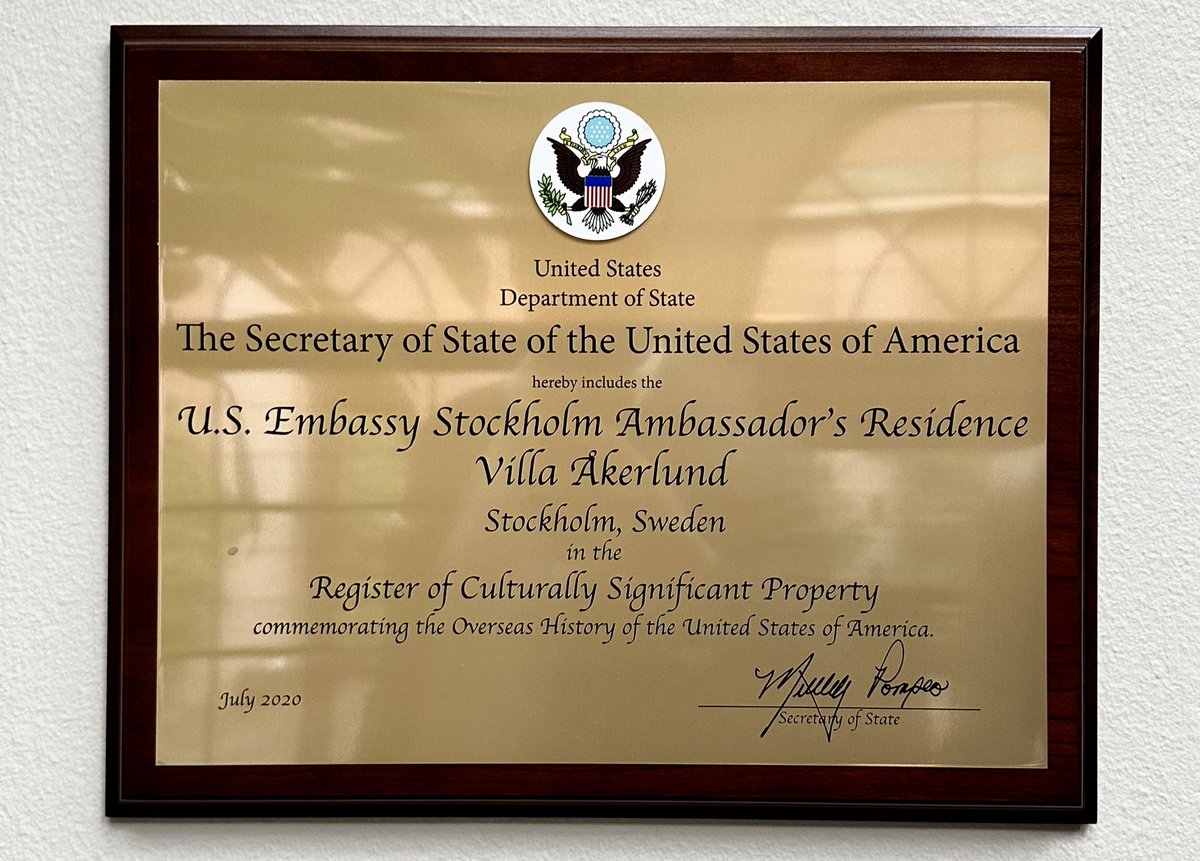 United States
Department of State
The Secretary of State of the United States of America
hereby includes the
U.S. Embassy Stockholm Ambassador's Residence
Villa Åkerlund
Stockholm, Sweden
in the
Register of Culturally Significant Property
commemorating the Overseas History of the United States of America.
July 2020
Pompeo
Secretary of State